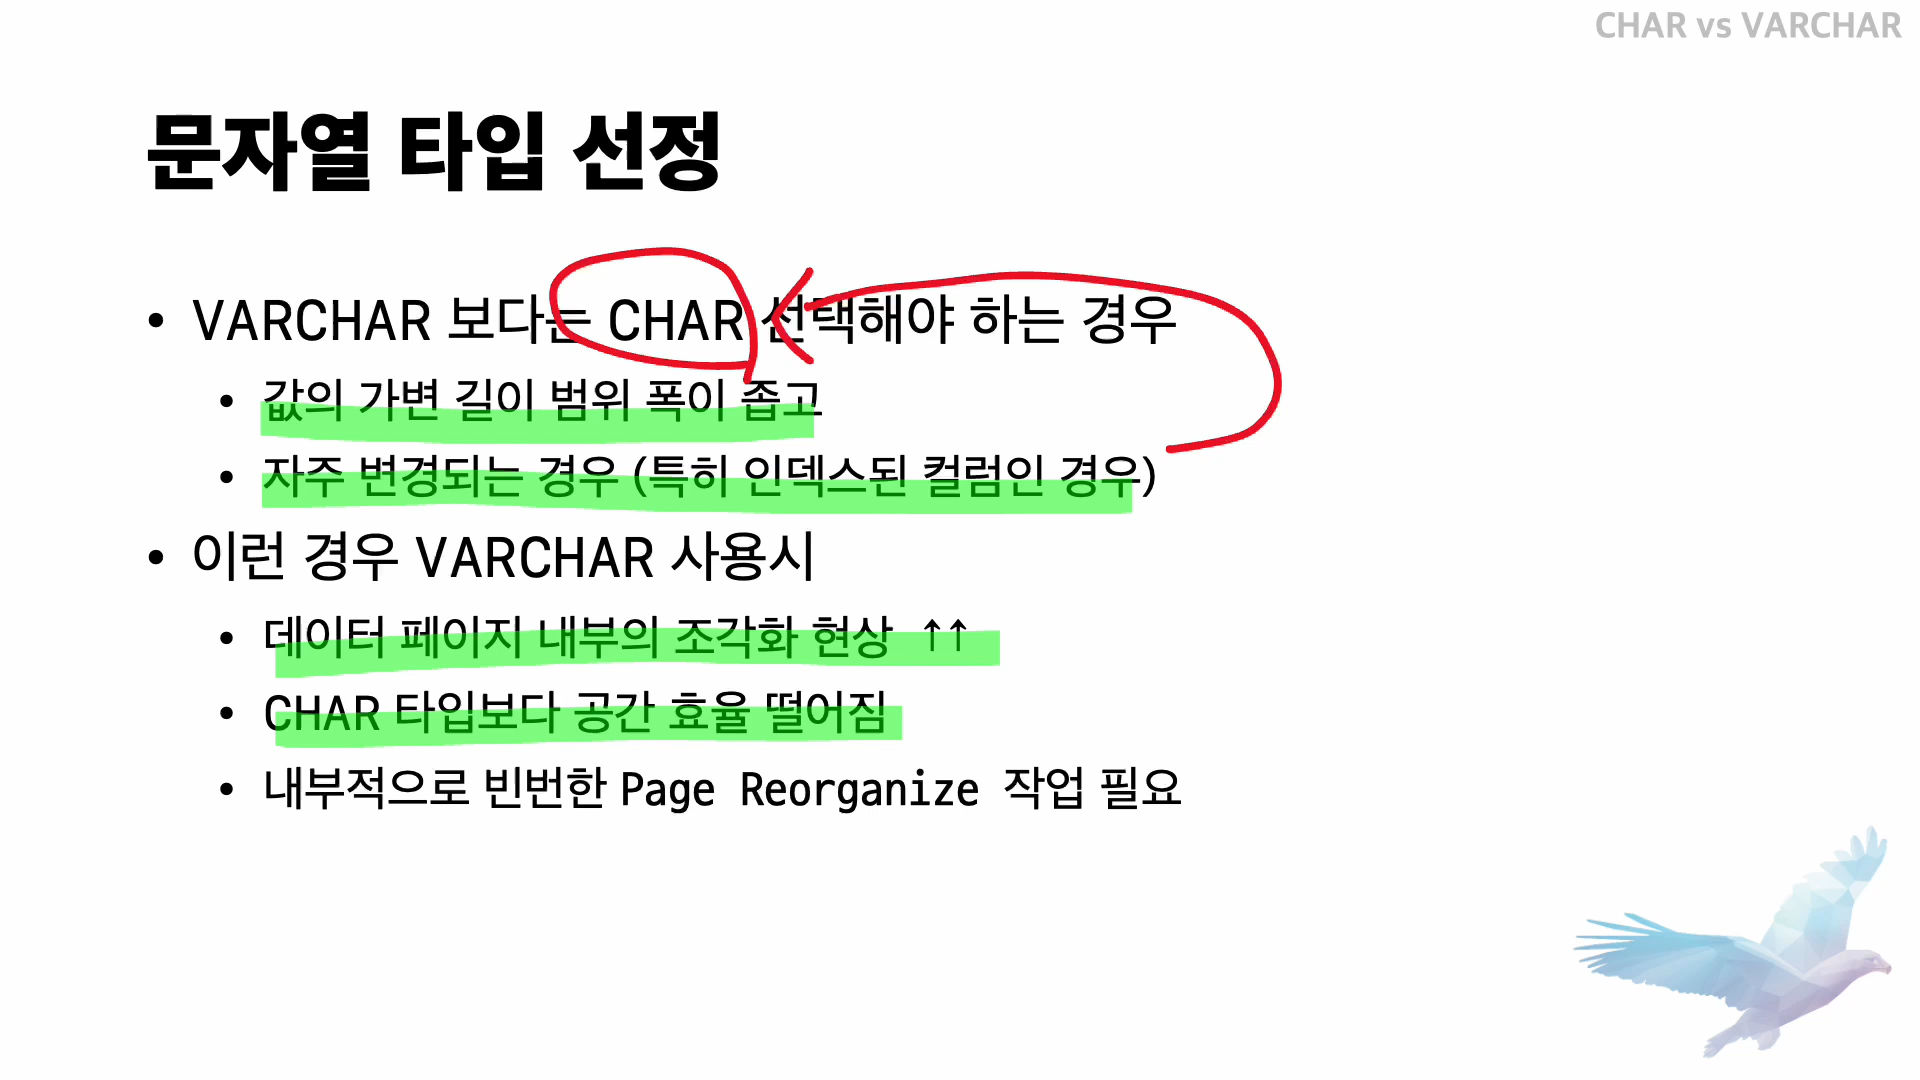 CHAR vs VARCHAR
문자열 타입 선정
• VARCHAR 보다는 CHAR 선택해야 하는 경우
• 값의 가변 길이 범위 폭이 좁고
• 자주 변경되는 경우 (특히 인덱스된 컬럼인 경우)
• 이런 경우 VARCHAR 사용시
• 데이터 페이지 내부의 조각화 현상 ↑↑
• CHAR 타입보다 공간 효율 떨어짐
• 내부적으로 빈번한 Page Reorganize 작업 필요